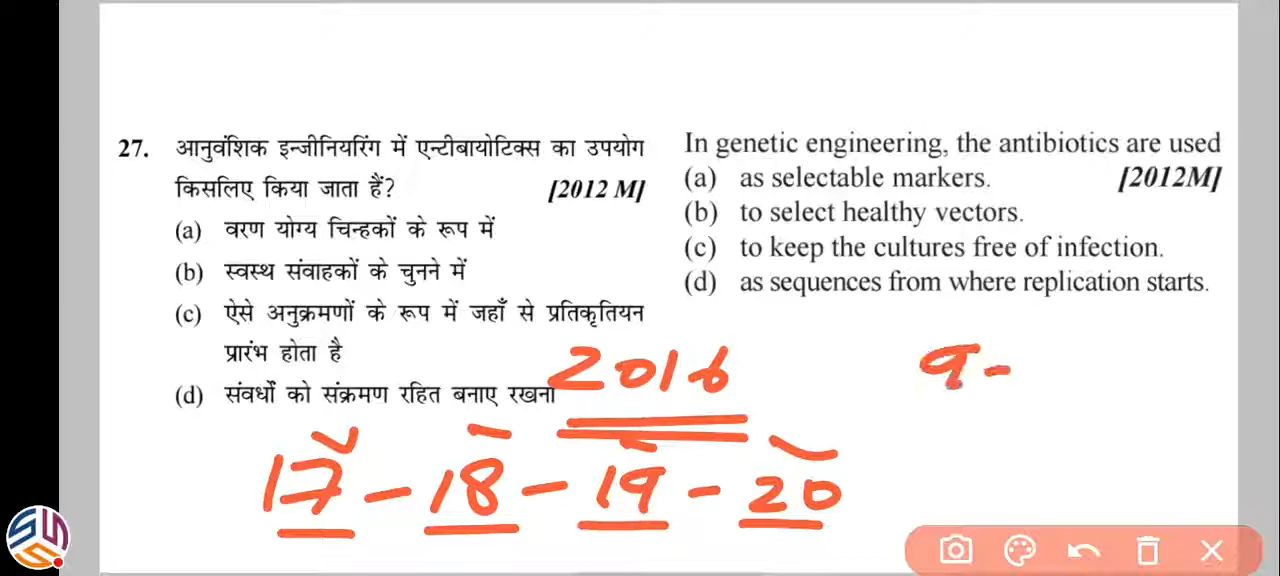 27. आनुवंशिक इन्जीनियरिंग में एन्टीबायोटिक्स का उपयोग
किसलिए किया जाता हैं? [2012 M]
(a) वरण योग्य चिन्हकों के रूप में
(b) स्वस्थ संवाहकों के चुनने में
(c) ऐसे अनुक्रमणों के रूप में जहाँ से प्रतिकृतियन
प्रारंभ होता है
(d) संवर्धों को संक्रमण रहित बनाए रखना
In genetic engineering, the antibiotics are used
(a) as selectable markers. [2012M]
(b) to select healthy vectors.
(c) to keep the cultures free of infection.
(d) as sequences from where replication starts.
2016
9-
17 - 18 - 19 - 20